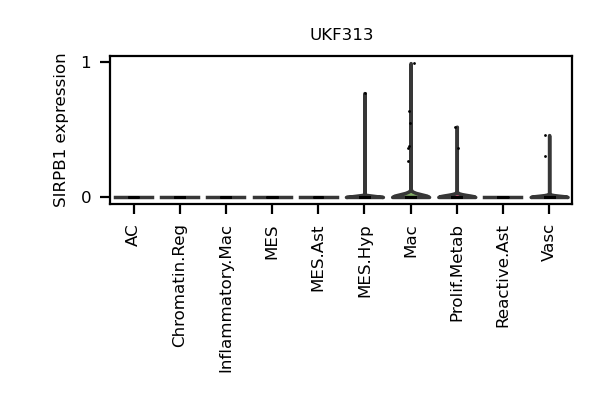 UKF313
SIRPB1 expression
1
0
AC
Chromatin.Reg
Inflammatory.Mac
MES
MES.Ast
MES.Hyp
Mac
Prolif.Metab
Reactive.Ast
Vasc